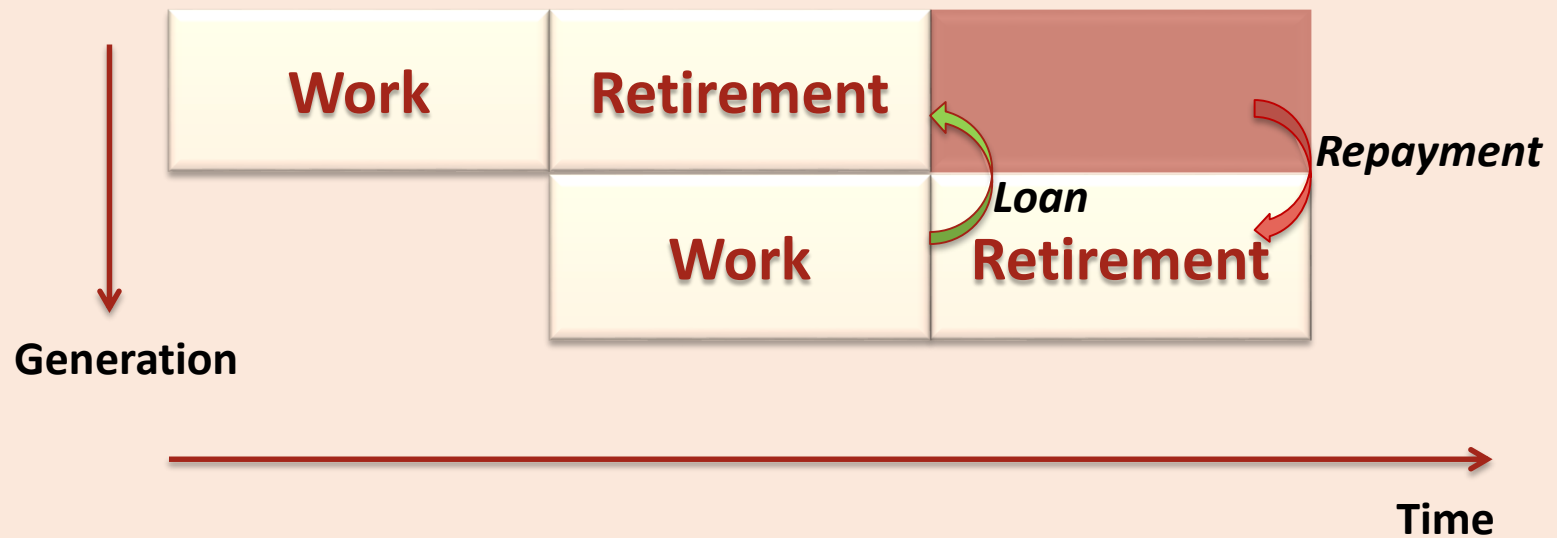 Work
Retirement
Repayment
Loan
Work
Retirement
Generation
Time